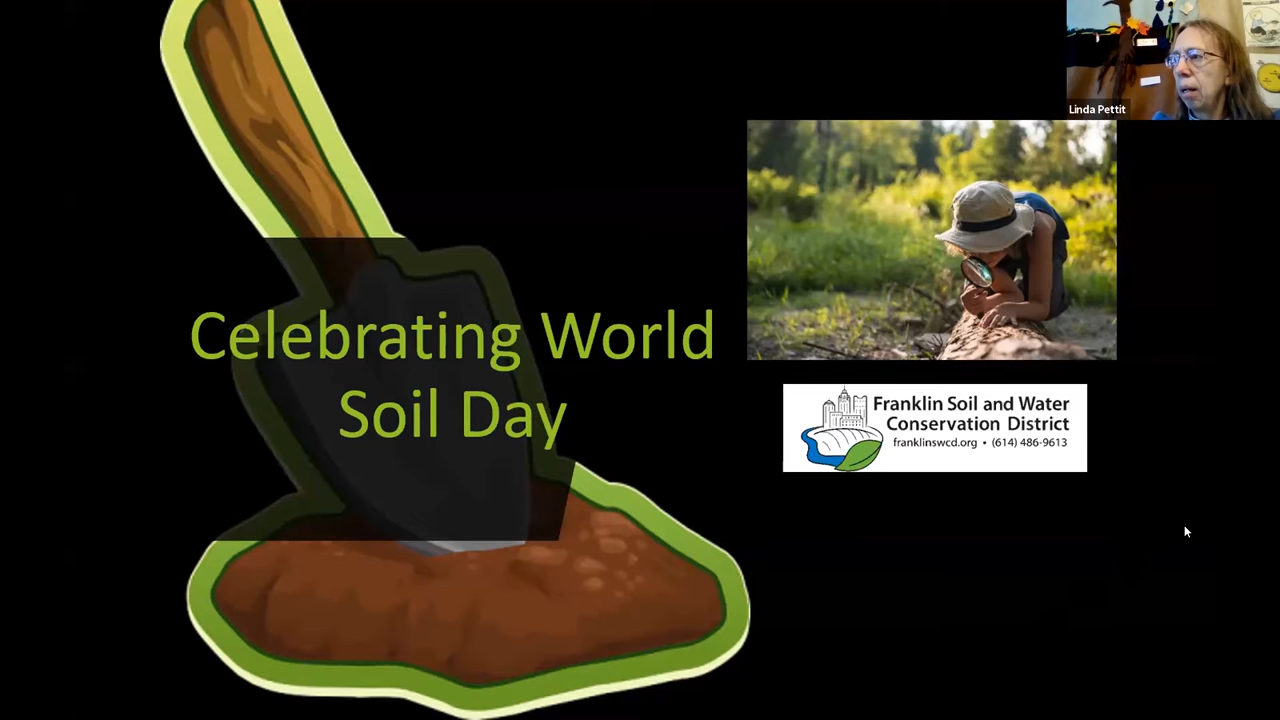 Linda Pettit
Celebrating World
Soil Day
Franklin Soil and Water
Conservation District
franklinswcd.org • (614) 486-9613